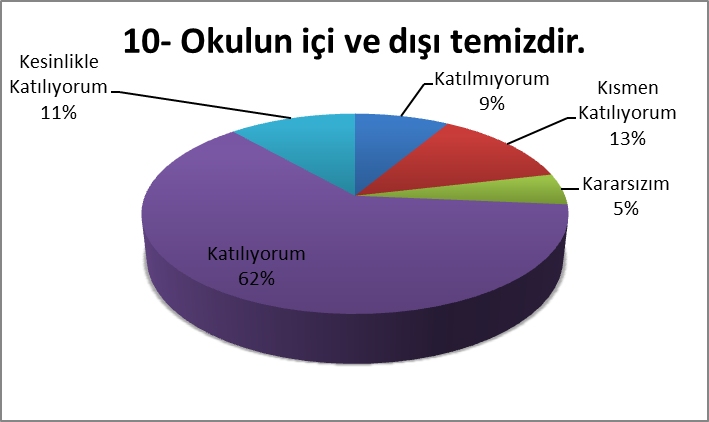 10- Okulun içi ve dışı temizdir.
Kesinlikle
Katılıyorum
11%
Katılmıyorum
9%
Kısmen
Katılıyorum
13%
Kararsızım
5%
Katılıyorum
62%